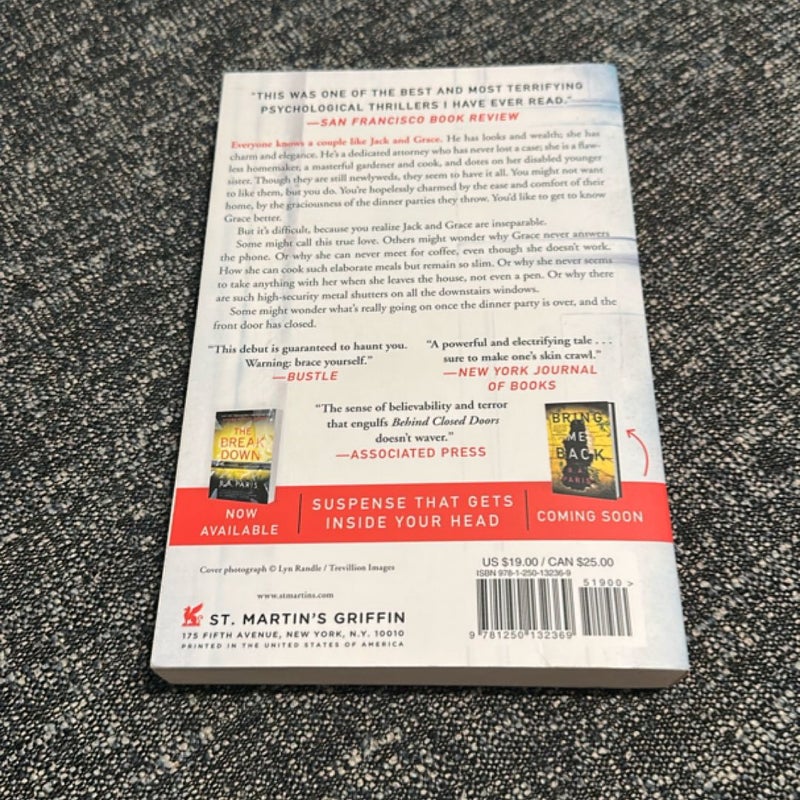 "THIS WAS ONE OF THE BEST AND MOST TERRIFYING
PSYCHOLOGICAL THRILLERS I HAVE EVER READ."
—SAN FRANCISCO BOOK REVIEW
Everyone knows a couple like Jack and Grace. He has looks and wealth; she has
charm and elegance. He's a dedicated attorney who has never lost a case; she is a flaw-
less homemaker, a masterful gardener and cook, and dotes on her disabled younger
sister. Though they are still newlyweds, they seem to have it all. You might not want
to like them, but you do. You're hopelessly charmed by the ease and comfort of their
home, by the graciousness of the dinner parties they throw. You'd like to get to know
Grace better.
But it's difficult, because you realize Jack and Grace are inseparable.
Some might call this true love. Others might wonder why Grace never answers
the phone. Or why she can never meet for coffee, even though she doesn't work.
How she can cook such elaborate meals but remain so slim. Or why she never seems
to take anything with her when she leaves the house, not even a pen. Or why there
are such high-security metal shutters on all the downstairs windows.
Some might wonder what's really going on once the dinner party is over, and the
front door has closed.
"This debut is guaranteed to haunt you.
Warning: brace yourself."
—BUSTLE
"A powerful and electrifying tale . . .
sure to make one's skin crawl."
—NEW YORK JOURNAL
OF BOOKS
"The sense of believability and terror
that engulfs Behind Closed Doors
doesn't waver."
—ASSOCIATED PRESS
THE
BREAK
DOWN
B.A. PARIS
BRING
ME
BACK
B.A.
PARIS
NOW
AVAILABLE
SUSPENSE THAT GETS
INSIDE YOUR HEAD
COMING SOON
Cover photograph © Lyn Randle / Trevillion Images
www.stmartins.com
ST. MARTIN'S GRIFFIN
175 FIFTH AVENUE, NEW YORK, N.Y. 10010
PRINTED IN THE UNITED STATES OF AMERICA
US $19.00 / CAN $25.00
ISBN 978-1-250-13236-9
51900 >
9 781250 132369